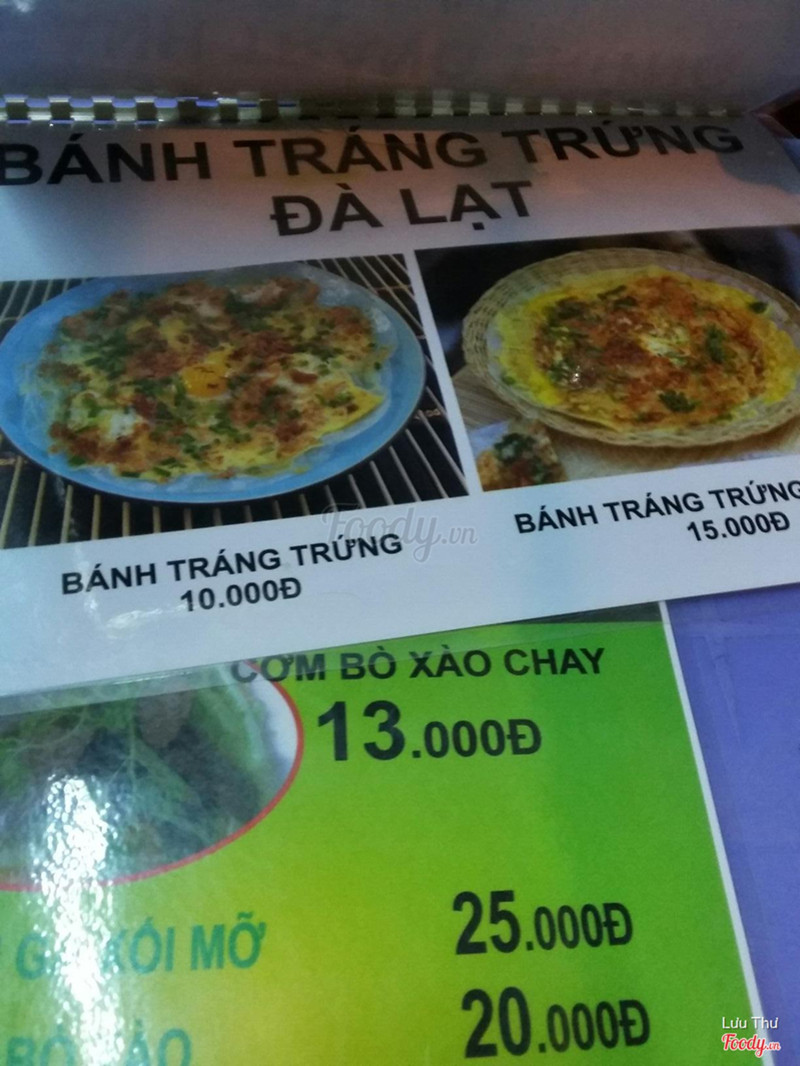 BÁNH TRÁNG TRỨNG
ĐÀ LẠT
Foody.vn
BÁNH TRÁNG TRỨNG
10.000Đ
BÁNH TRÁNG TRỨNG
15.000Đ
CƠM BÒ XÀO CHAY
13.000Đ
MỠ
25.000Đ
20.000Đ
Lưu Thư
Foody.vn